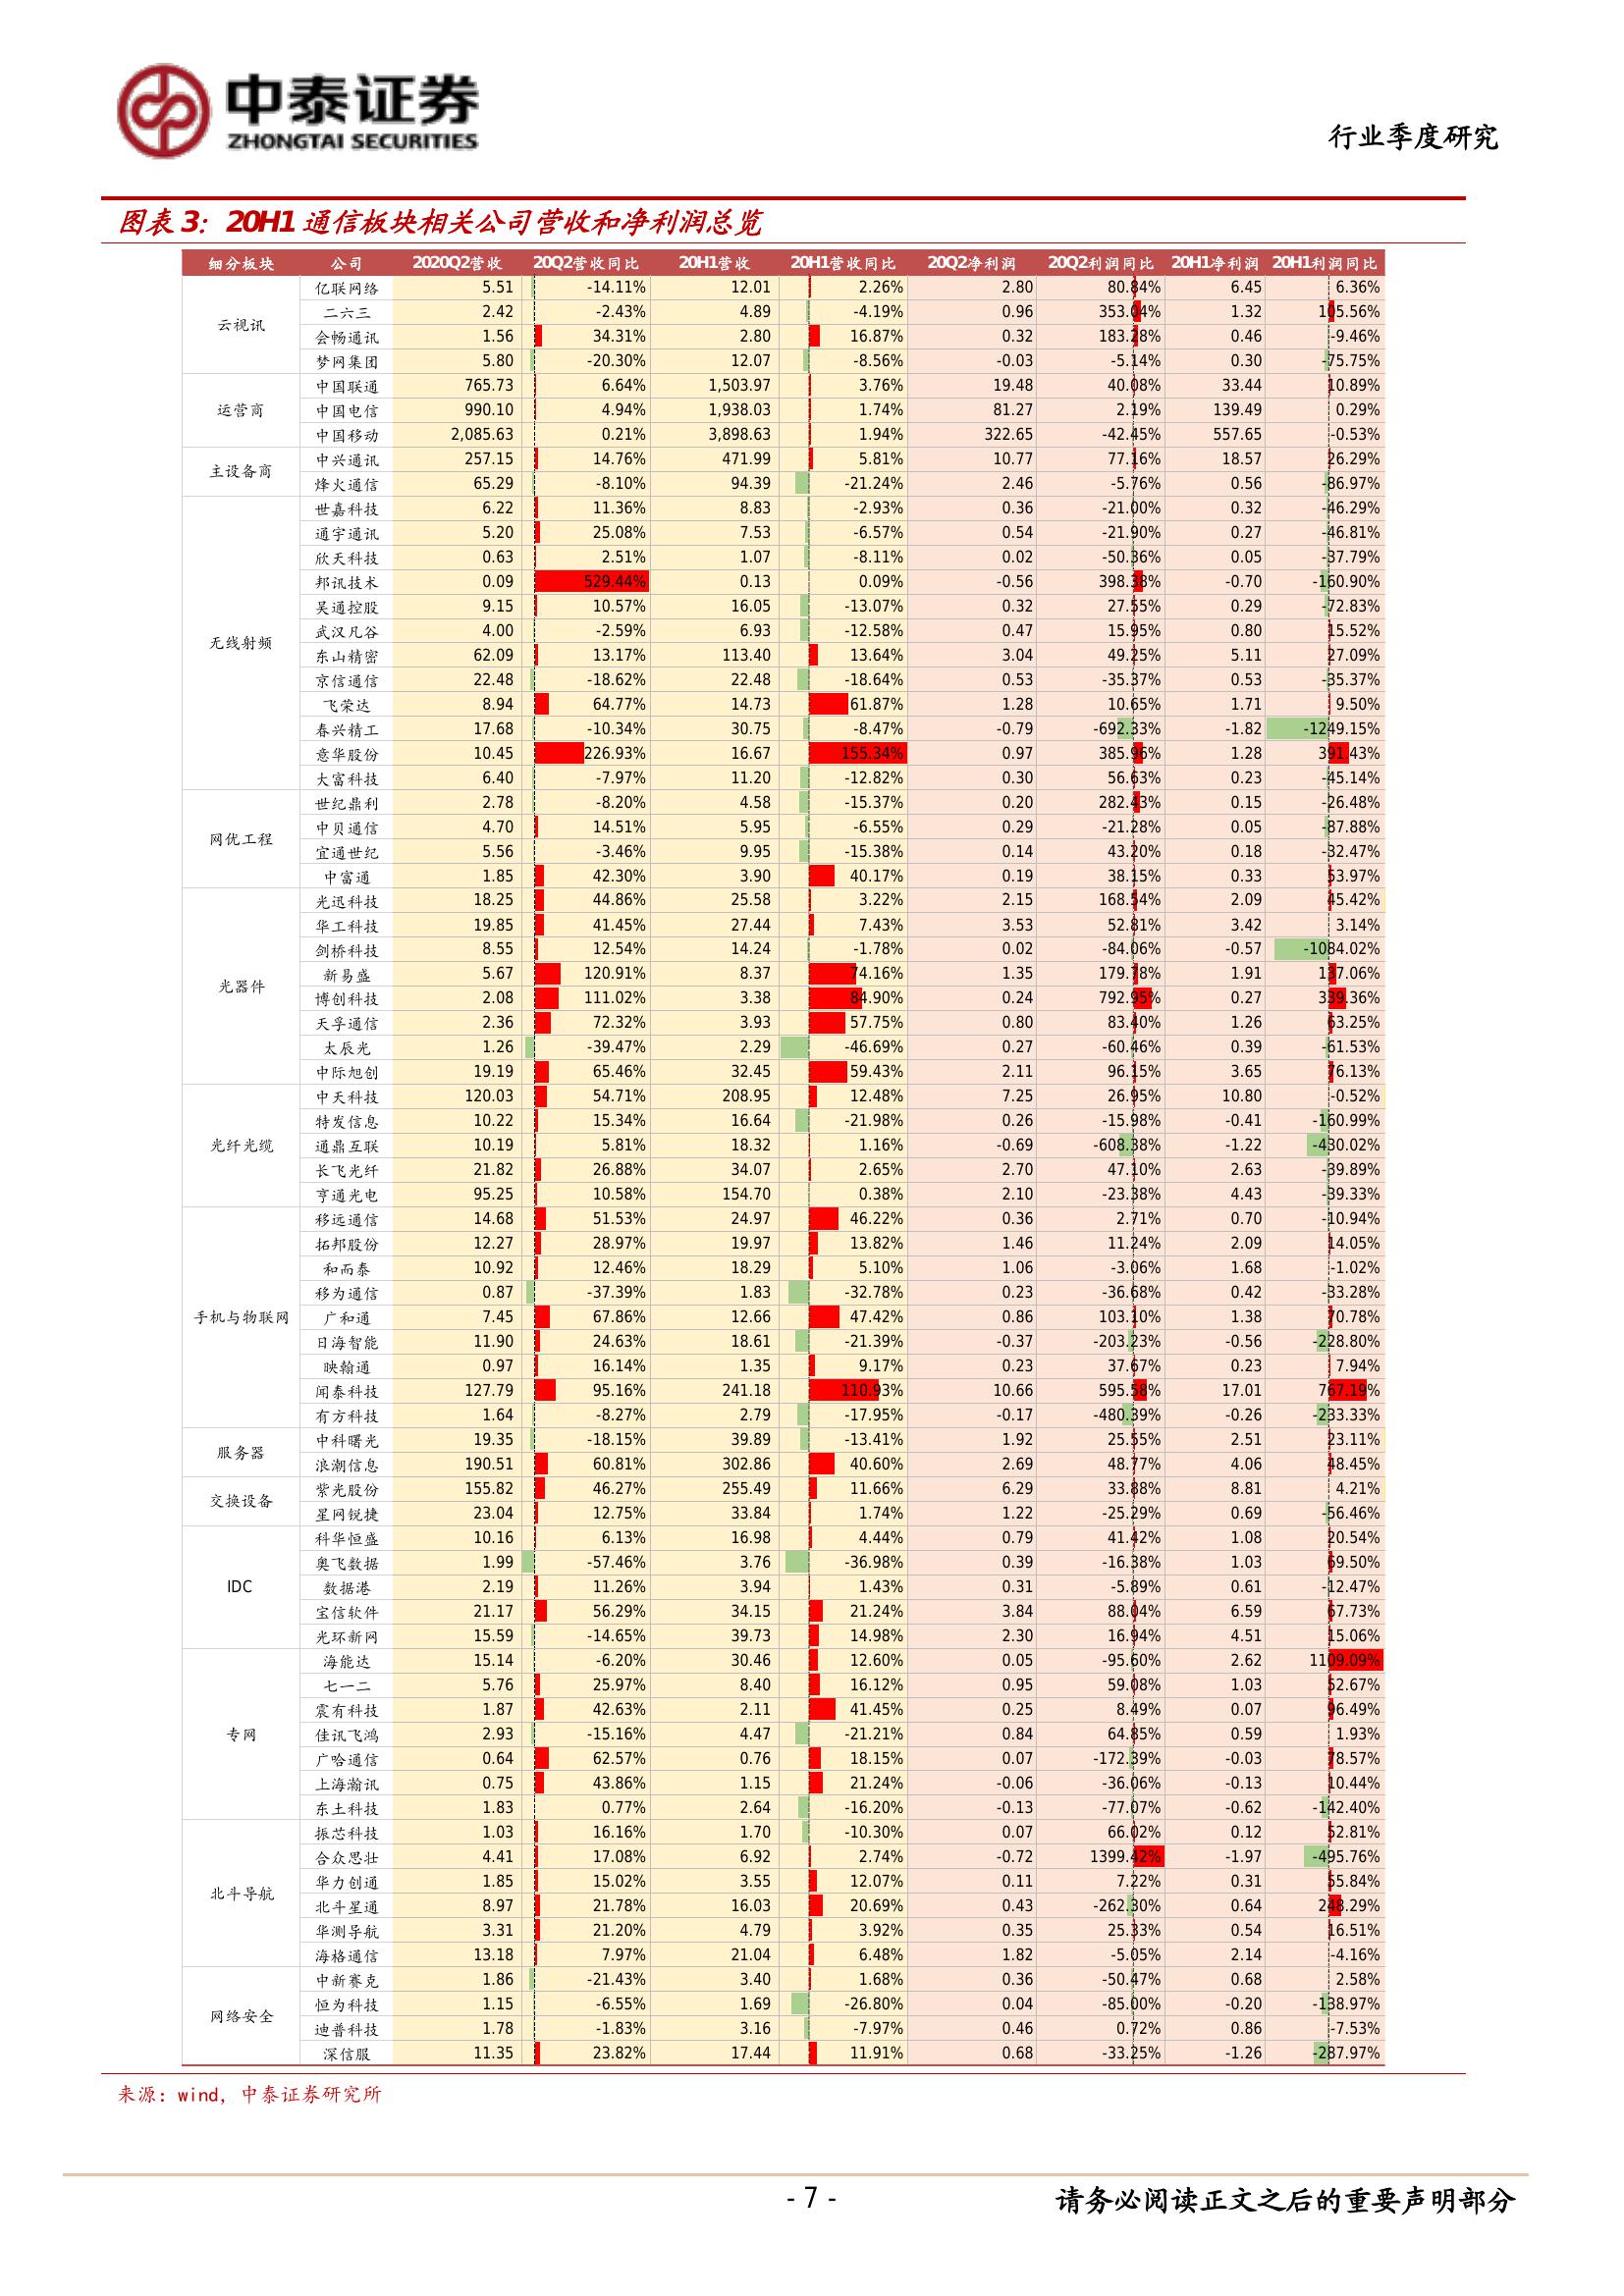 中泰证券
ZHONGTAI SECURITIES
行业季度研究
图表 3：20H1 通信板块相关公司营收和净利润总览
细分板块 公司 2020Q2营收 20Q2营收同比 20H1营收 20H1营收同比 20Q2净利润 20Q2利润同比 20H1净利润 20H1利润同比
云视讯 亿联网络 5.51 -14.11% 12.01 2.26% 2.80 80.84% 6.45 6.36%
二六三 2.42 -2.43% 4.89 -4.19% 0.96 353.04% 1.32 105.56%
会畅通讯 1.56 34.31% 2.80 16.87% 0.32 183.28% 0.46 -9.46%
梦网集团 5.80 -20.30% 12.07 -8.56% -0.03 -5.14% 0.30 -75.75%
运营商 中国联通 765.73 6.64% 1,503.97 3.76% 19.48 40.08% 33.44 10.89%
中国电信 990.10 4.94% 1,938.03 1.74% 81.27 2.19% 139.49 0.29%
中国移动 2,085.63 0.21% 3,898.63 1.94% 322.65 -42.45% 557.65 -0.53%
主设备商 中兴通讯 257.15 14.76% 471.99 5.81% 10.77 77.16% 18.57 26.29%
烽火通信 65.29 -8.10% 94.39 -21.24% 2.46 -5.76% 0.56 -86.97%
无线射频 世嘉科技 6.22 11.36% 8.83 -2.93% 0.36 -21.00% 0.32 -46.29%
通宇通讯 5.20 25.08% 7.53 -6.57% 0.54 -21.90% 0.27 -46.81%
欣天科技 0.63 2.51% 1.07 -8.11% 0.02 -50.36% 0.05 -37.79%
邦讯技术 0.09 529.44% 0.13 0.09% -0.56 398.38% -0.70 -160.90%
吴通控股 9.15 10.57% 16.05 -13.07% 0.32 27.55% 0.29 -72.83%
武汉凡谷 4.00 -2.59% 6.93 -12.58% 0.47 15.95% 0.80 15.52%
东山精密 62.09 13.17% 113.40 13.64% 3.04 49.25% 5.11 27.09%
京信通信 22.48 -18.62% 22.48 -18.64% 0.53 -35.37% 0.53 -35.37%
飞荣达 8.94 64.77% 14.73 61.87% 1.28 10.65% 1.71 9.50%
春兴精工 17.68 -10.34% 30.75 -8.47% -0.79 -692.33% -1.82 -1249.15%
意华股份 10.45 226.93% 16.67 155.34% 0.97 385.96% 1.28 391.43%
大富科技 6.40 -7.97% 11.20 -12.82% 0.30 56.63% 0.23 -45.14%
网优工程 世纪鼎利 2.78 -8.20% 4.58 -15.37% 0.20 282.43% 0.15 -26.48%
中贝通信 4.70 14.51% 5.95 -6.55% 0.29 -21.28% 0.05 -87.88%
宜通世纪 5.56 -3.46% 9.95 -15.38% 0.14 43.20% 0.18 -32.47%
中富通 1.85 42.30% 3.90 40.17% 0.19 38.15% 0.33 53.97%
光器件 光迅科技 18.25 44.86% 25.58 3.22% 2.15 168.54% 2.09 45.42%
华工科技 19.85 41.45% 27.44 7.43% 3.53 52.81% 3.42 3.14%
剑桥科技 8.55 12.54% 14.24 -1.78% 0.02 -84.06% -0.57 -1084.02%
新易盛 5.67 120.91% 8.37 74.16% 1.35 179.78% 1.91 137.06%
博创科技 2.08 111.02% 3.38 84.90% 0.24 792.95% 0.27 339.36%
天孚通信 2.36 72.32% 3.93 57.75% 0.80 83.40% 1.26 63.25%
太辰光 1.26 -39.47% 2.29 -46.69% 0.27 -60.46% 0.39 -61.53%
中际旭创 19.19 65.46% 32.45 59.43% 2.11 96.15% 3.65 76.13%
光纤光缆 中天科技 120.03 54.71% 208.95 12.48% 7.25 26.95% 10.80 -0.52%
特发信息 10.22 15.34% 16.64 -21.98% 0.26 -15.98% -0.41 -160.99%
通鼎互联 10.19 5.81% 18.32 1.16% -0.69 -608.38% -1.22 -430.02%
长飞光纤 21.82 26.88% 34.07 2.65% 2.70 47.10% 2.63 -39.89%
亨通光电 95.25 10.58% 154.70 0.38% 2.10 -23.38% 4.43 -39.33%
手机与物联网 移远通信 14.68 51.53% 24.97 46.22% 0.36 2.71% 0.70 -10.94%
拓邦股份 12.27 28.97% 19.97 13.82% 1.46 11.24% 2.09 14.05%
和而泰 10.92 12.46% 18.29 5.10% 1.06 -3.06% 1.68 -1.02%
移为通信 0.87 -37.39% 1.83 -32.78% 0.23 -36.68% 0.42 -33.28%
广和通 7.45 67.86% 12.66 47.42% 0.86 103.10% 1.38 70.78%
日海智能 11.90 24.63% 18.61 -21.39% -0.37 -203.23% -0.56 -228.80%
映翰通 0.97 16.14% 1.35 9.17% 0.23 37.67% 0.23 7.94%
闻泰科技 127.79 95.16% 241.18 110.93% 10.66 595.58% 17.01 767.19%
有方科技 1.64 -8.27% 2.79 -17.95% -0.17 -480.39% -0.26 -233.33%
服务器 中科曙光 19.35 -18.15% 39.89 -13.41% 1.92 25.55% 2.51 23.11%
浪潮信息 190.51 60.81% 302.86 40.60% 2.69 48.77% 4.06 48.45%
交换设备 紫光股份 155.82 46.27% 255.49 11.66% 6.29 33.88% 8.81 4.21%
星网锐捷 23.04 12.75% 33.84 1.74% 1.22 -25.29% 0.69 -56.46%
IDC 科华恒盛 10.16 6.13% 16.98 4.44% 0.79 41.42% 1.08 20.54%
奥飞数据 1.99 -57.46% 3.76 -36.98% 0.39 -16.38% 1.03 69.50%
数据港 2.19 11.26% 3.94 1.43% 0.31 -5.89% 0.61 -12.47%
宝信软件 21.17 56.29% 34.15 21.24% 3.84 88.04% 6.59 67.73%
光环新网 15.59 -14.65% 39.73 14.98% 2.30 16.94% 4.51 15.06%
专网 海能达 15.14 -6.20% 30.46 12.60% 0.05 -95.60% 2.62 1109.09%
七一二 5.76 25.97% 8.40 16.12% 0.95 59.08% 1.03 52.67%
震有科技 1.87 42.63% 2.11 41.45% 0.25 8.49% 0.07 96.49%
佳讯飞鸿 2.93 -15.16% 4.47 -21.21% 0.84 64.85% 0.59 1.93%
广哈通信 0.64 62.57% 0.76 18.15% 0.07 -172.39% -0.03 78.57%
上海瀚讯 0.75 43.86% 1.15 21.24% -0.06 -36.06% -0.13 10.44%
东土科技 1.83 0.77% 2.64 -16.20% -0.13 -77.07% -0.62 -142.40%
北斗导航 振芯科技 1.03 16.16% 1.70 -10.30% 0.07 66.02% 0.12 52.81%
合众思壮 4.41 17.08% 6.92 2.74% -0.72 1399.42% -1.97 -495.76%
华力创通 1.85 15.02% 3.55 12.07% 0.11 7.22% 0.31 55.84%
北斗星通 8.97 21.78% 16.03 20.69% 0.43 -262.30% 0.64 248.29%
华测导航 3.31 21.20% 4.79 3.92% 0.35 25.33% 0.54 16.51%
海格通信 13.18 7.97% 21.04 6.48% 1.82 -5.05% 2.14 -4.16%
网络安全 中新赛克 1.86 -21.43% 3.40 1.68% 0.36 -50.47% 0.68 2.58%
恒为科技 1.15 -6.55% 1.69 -26.80% 0.04 -85.00% -0.20 -138.97%
迪普科技 1.78 -1.83% 3.16 -7.97% 0.46 0.72% 0.86 -7.53%
深信服 11.35 23.82% 17.44 11.91% 0.68 -33.25% -1.26 -287.97%
来源：wind，中泰证券研究所
- 7 -
请务必阅读正文之后的重要声明部分